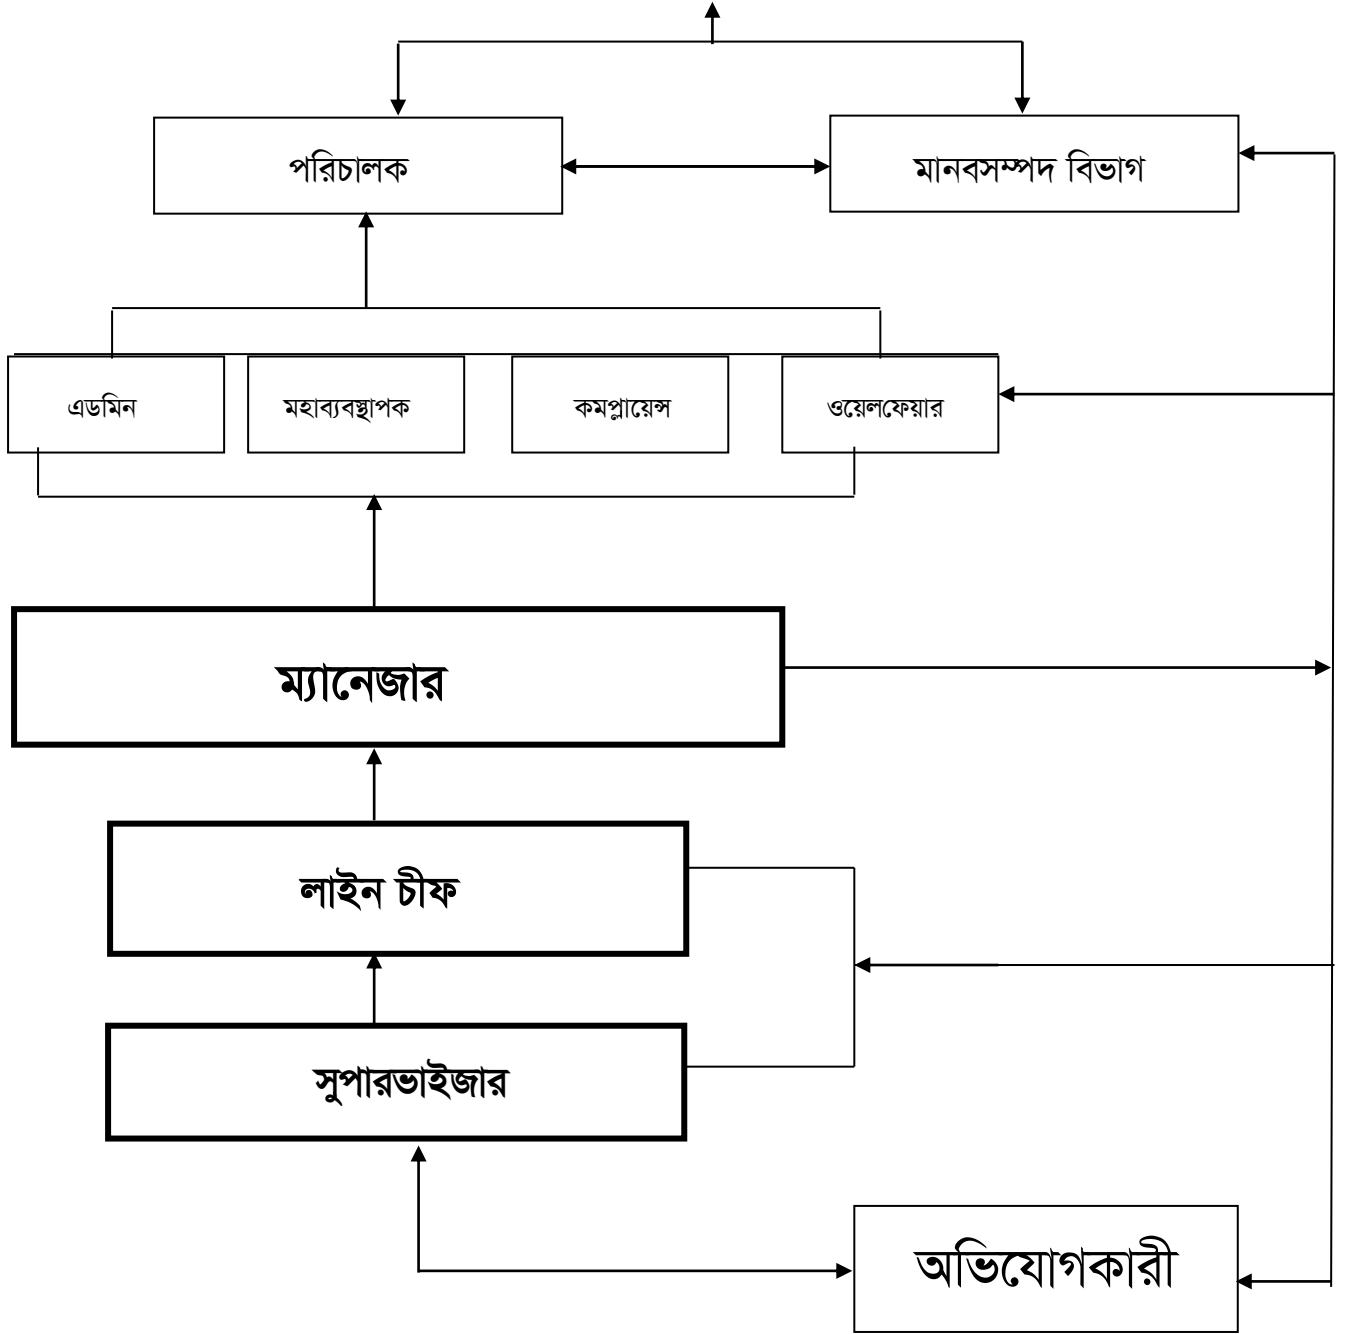 পরিচালক
মানবসম্পদ বিভাগ
এডমিন
মহাব্যবস্থাপক
কমপ্লায়েন্স
ওয়েলফেয়ার
ম্যানেজার
লাইন চীফ
সুপারভাইজার
অভিযোগকারী